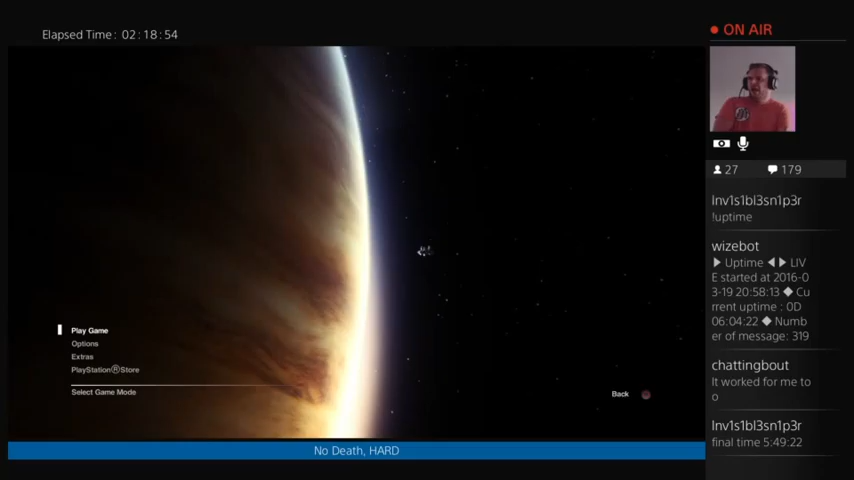 Elapsed Time: 02:18:54
ON AIR
27
179
Inv1s1bl3sn1p3r
!uptime
wizebot
▶ Uptime ◀▶ LIV
E started at 2016-0
3-19 20:58:13 ◆ Cu
rrent uptime : 0D
06:04:22 ◆ Numb
er of message: 319
chattingbout
It worked for me to
o
Inv1s1bl3sn1p3r
final time 5:49:22
Play Game
Options
Extras
PlayStation®Store
Select Game Mode
Back
No Death, HARD